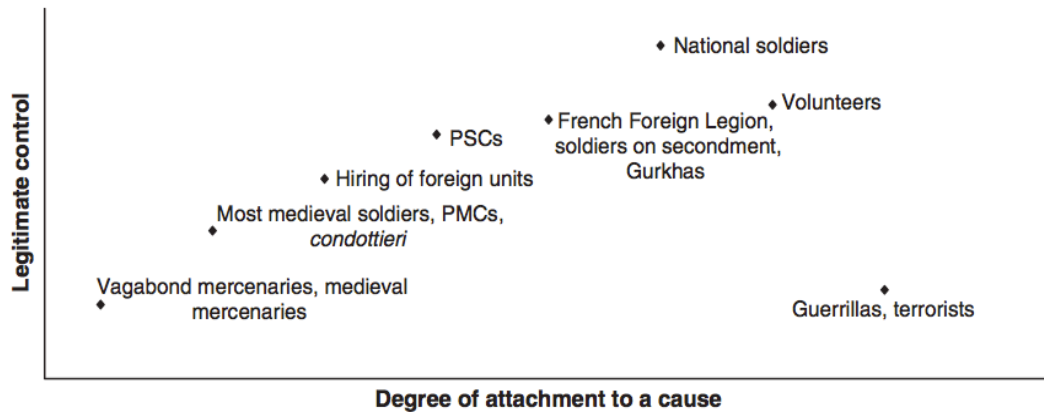 National soldiers
Volunteers
French Foreign Legion,
soldiers on secondment,
Gurkhas
PSCs
Hiring of foreign units
Most medieval soldiers, PMCs,
condottieri
Vagabond mercenaries, medieval
mercenaries
Guerrillas, terrorists
Legitimate control
Degree of attachment to a cause